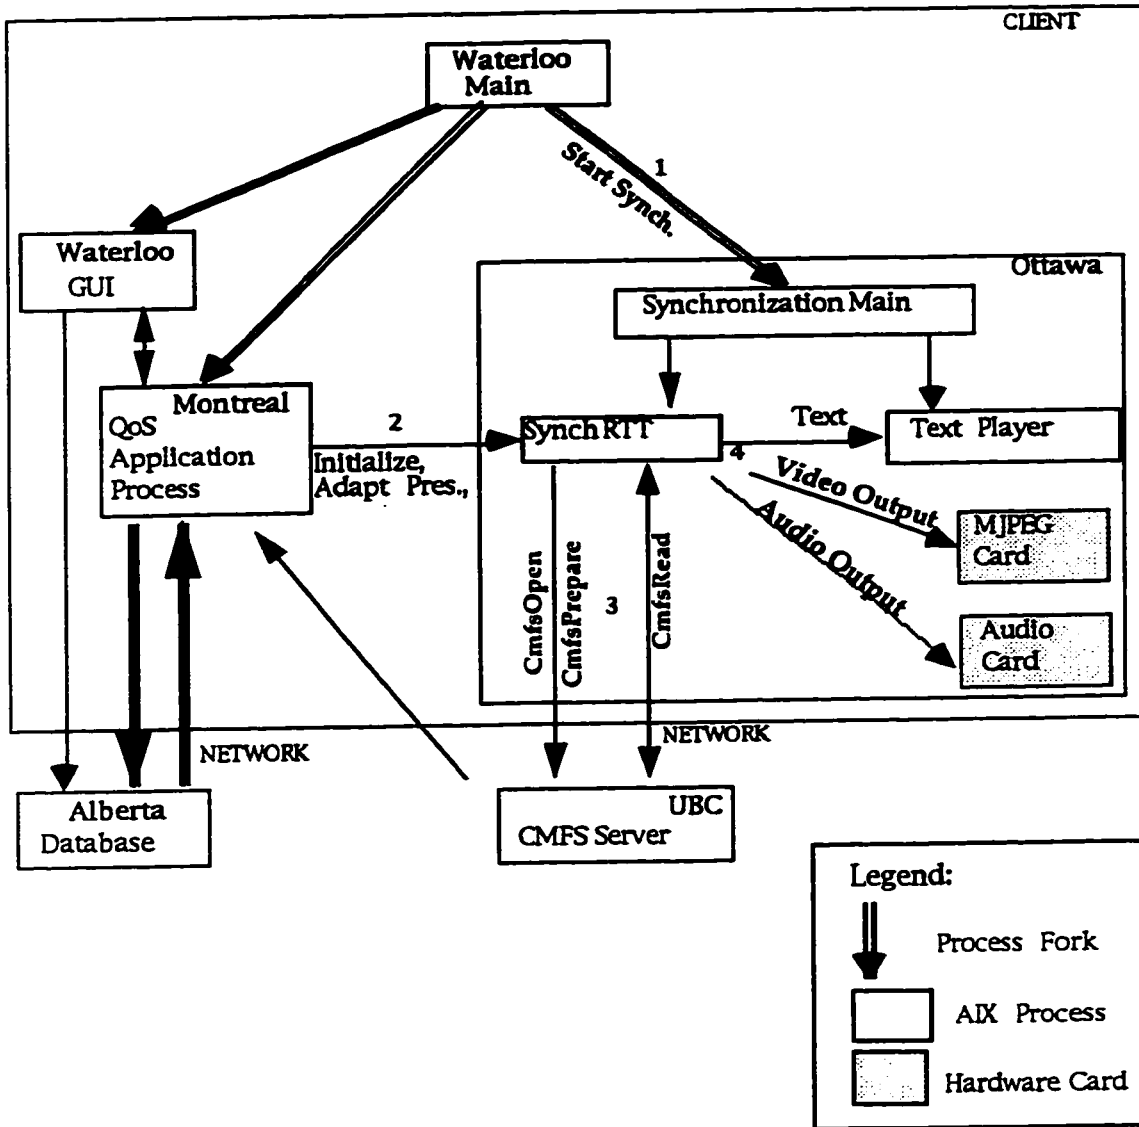 CLIENT
Waterloo
Main
1
Start Synch.
Waterloo
GUI
Ottawa
Synchronization Main
Montreal
QoS
Application
Process
2
Initialize,
Adapt Pres.,
Synch RTT
Text
4
Text Player
Video Output
Audio Output
MJPEG
Card
Audio
Card
CmfsOpen
CmfsPrepare
3
CmfsRead
NETWORK
NETWORK
Alberta
Database
UBC
CMFS Server
Legend:
Process Fork
AIX Process
Hardware Card